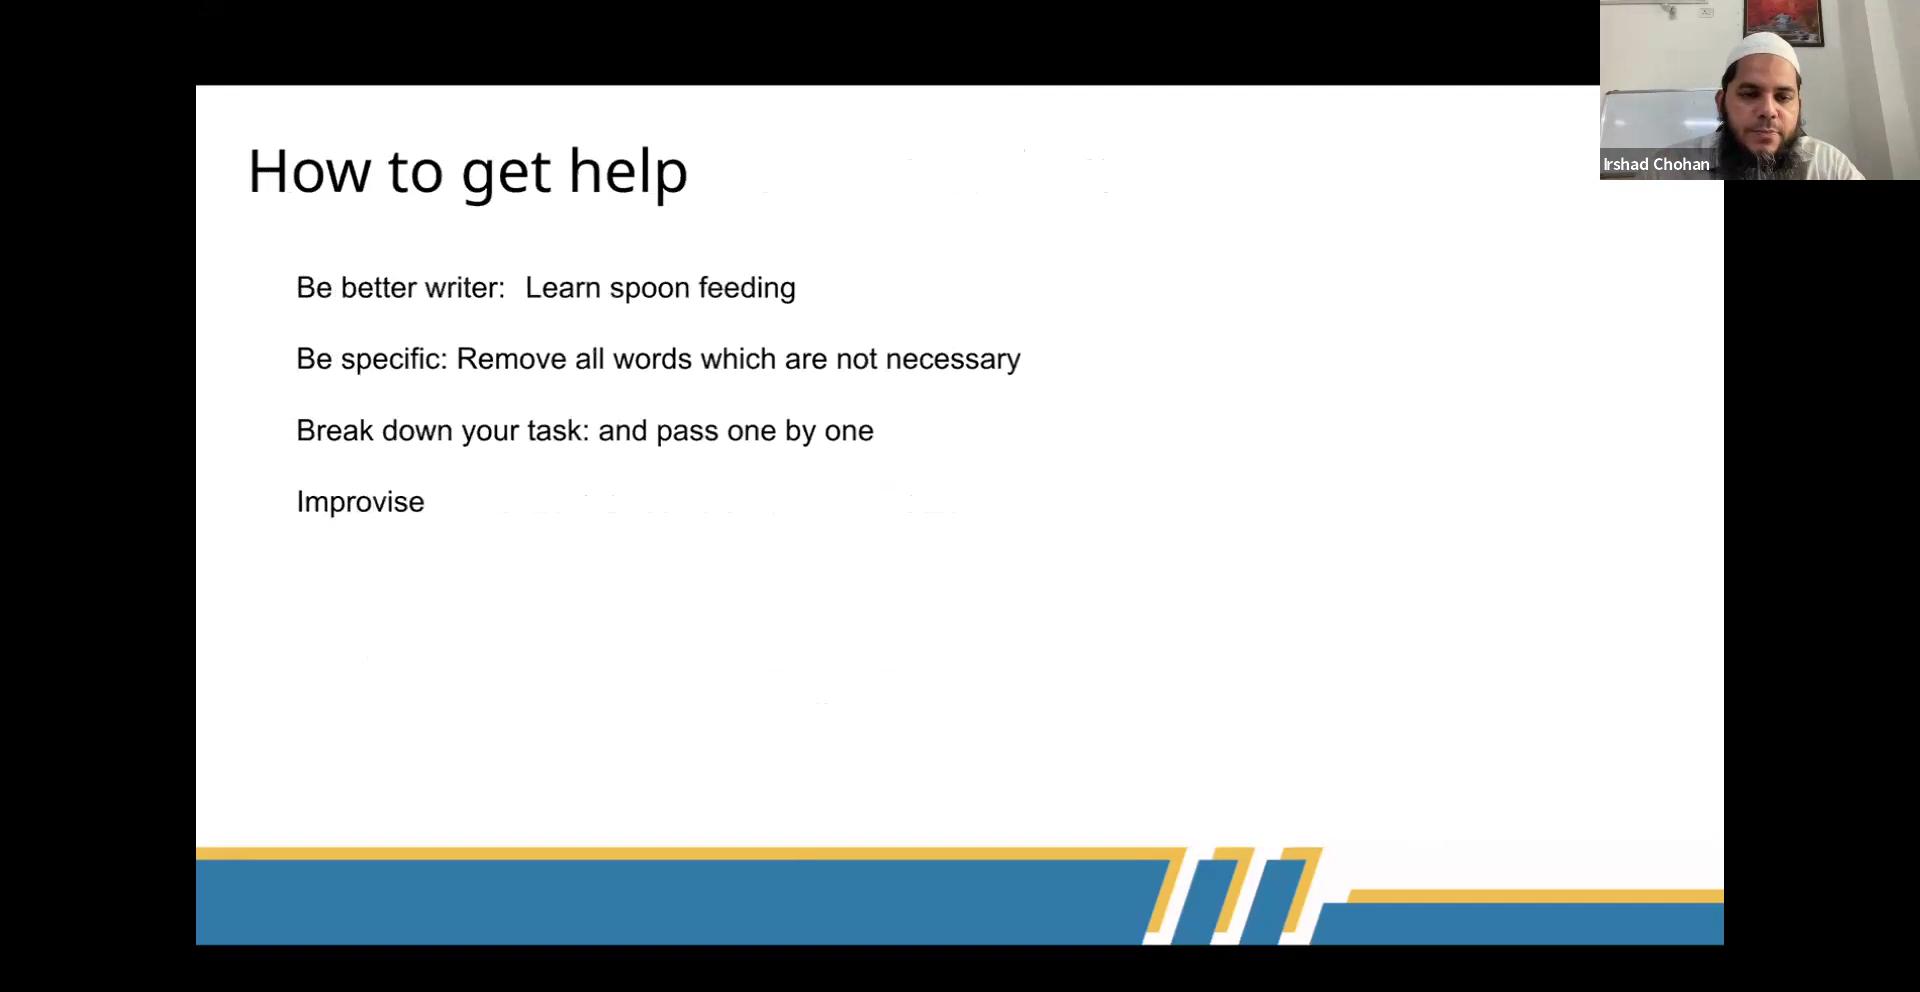 How to get help
Be better writer: Learn spoon feeding
Be specific: Remove all words which are not necessary
Break down your task: and pass one by one
Improvise
Irshad Chohan